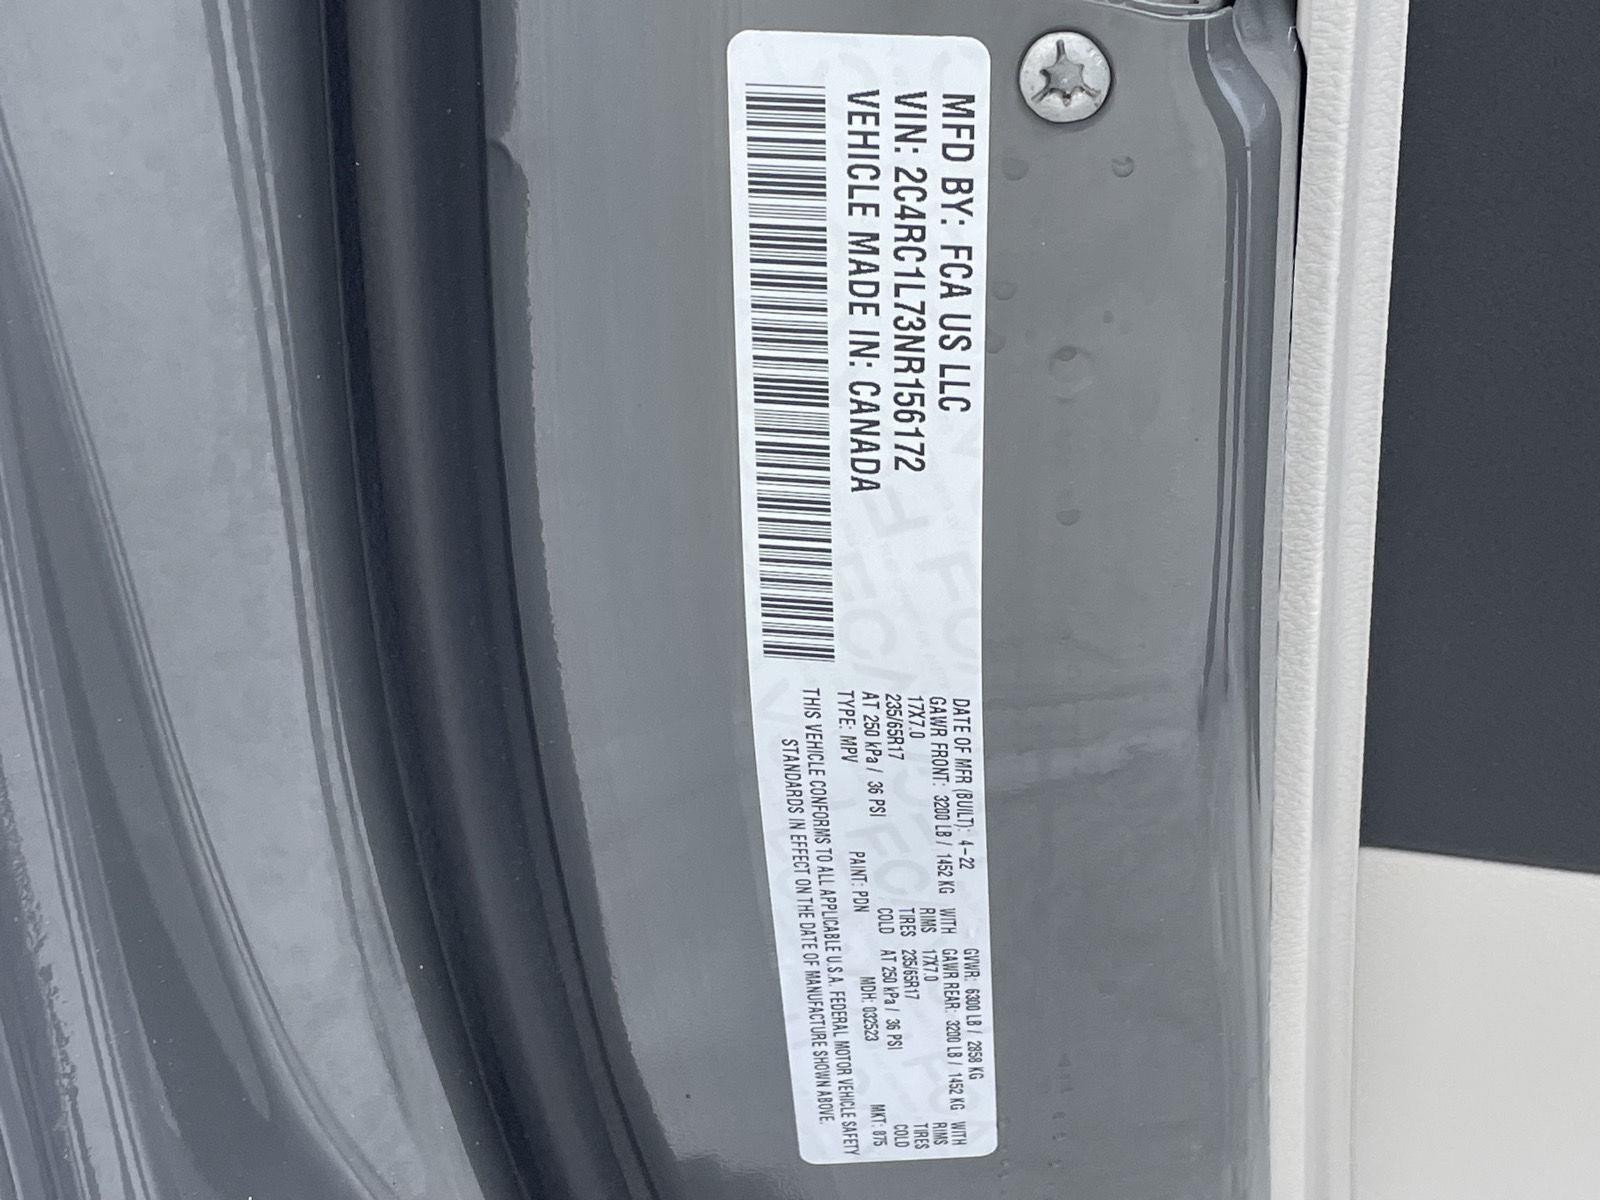 MFD BY: FCA US LLC
VIN: 2C4RC1L73NR156172
VEHICLE MADE IN: CANADA
DATE OF MFR (BUILT): 4-22 GVWR: 6300 LB / 2858 KG
GAWR FRONT: 3200 LB / 1452 KG WITH GAWR REAR: 3200 LB / 1452 KG WITH
17X7.0 RIMS 17X7.0 RIMS
235/65R17 TIRES 235/65R17 TIRES
AT 250 kPa / 36 PSI COLD AT 250 kPa / 36 PSI COLD
TYPE: MPV PAINT: PDN MDH: 032523 MKT: 875
THIS VEHICLE CONFORMS TO ALL APPLICABLE U.S.A. FEDERAL MOTOR VEHICLE SAFETY
STANDARDS IN EFFECT ON THE DATE OF MANUFACTURE SHOWN ABOVE.